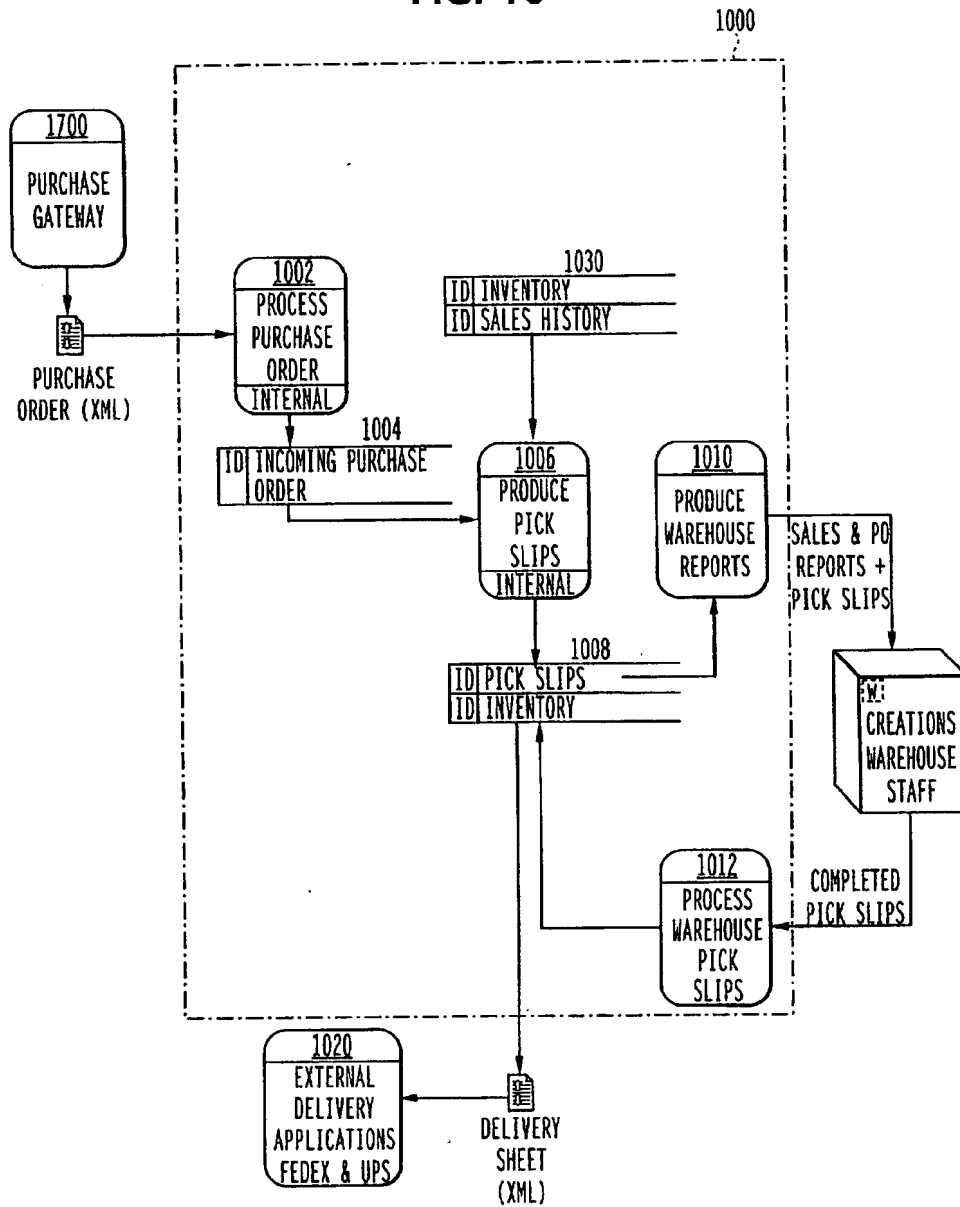 1000
1700
PURCHASE
GATEWAY
PURCHASE
ORDER (XML)
1002
PROCESS
PURCHASE
ORDER
INTERNAL
1030
ID INVENTORY
ID SALES HISTORY
1004
ID INCOMING PURCHASE
ORDER
1006
PRODUCE
PICK
SLIPS
INTERNAL
1010
PRODUCE
WAREHOUSE
REPORTS
SALES & PO
REPORTS +
PICK SLIPS
1008
ID PICK SLIPS
ID INVENTORY
W
CREATIONS
WAREHOUSE
STAFF
COMPLETED
PICK SLIPS
1012
PROCESS
WAREHOUSE
PICK
SLIPS
1020
EXTERNAL
DELIVERY
APPLICATIONS
FEDEX & UPS
DELIVERY
SHEET
(XML)